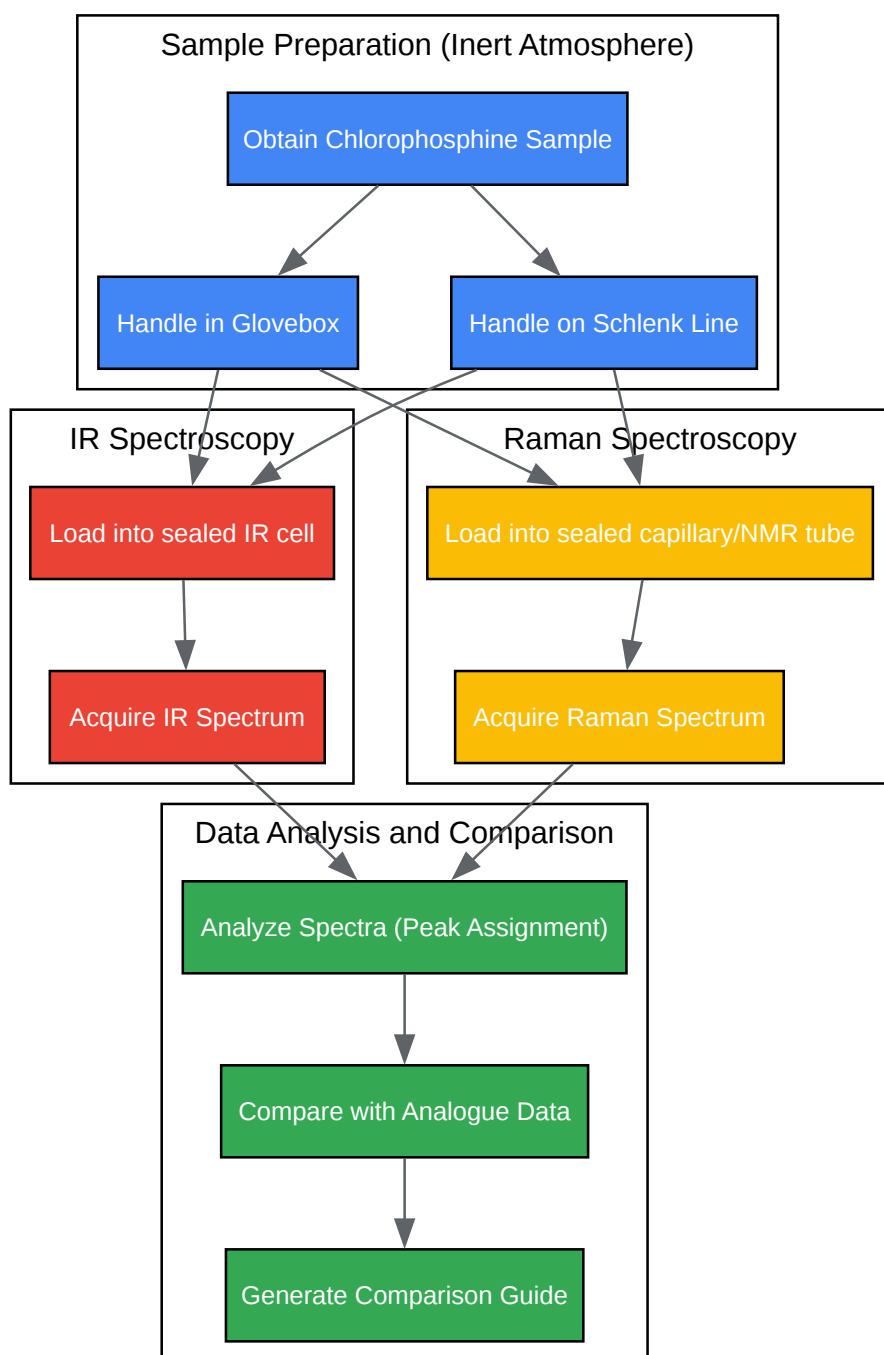 Sample Preparation (Inert Atmosphere)
Obtain Chlorophosphine Sample
Handle in Glovebox
Handle on Schlenk Line
IR Spectroscopy
Raman Spectroscopy
Load into sealed IR cell
Load into sealed capillary/NMR tube
Acquire IR Spectrum
Acquire Raman Spectrum
Data Analysis and Comparison
Analyze Spectra (Peak Assignment)
Compare with Analogue Data
Generate Comparison Guide